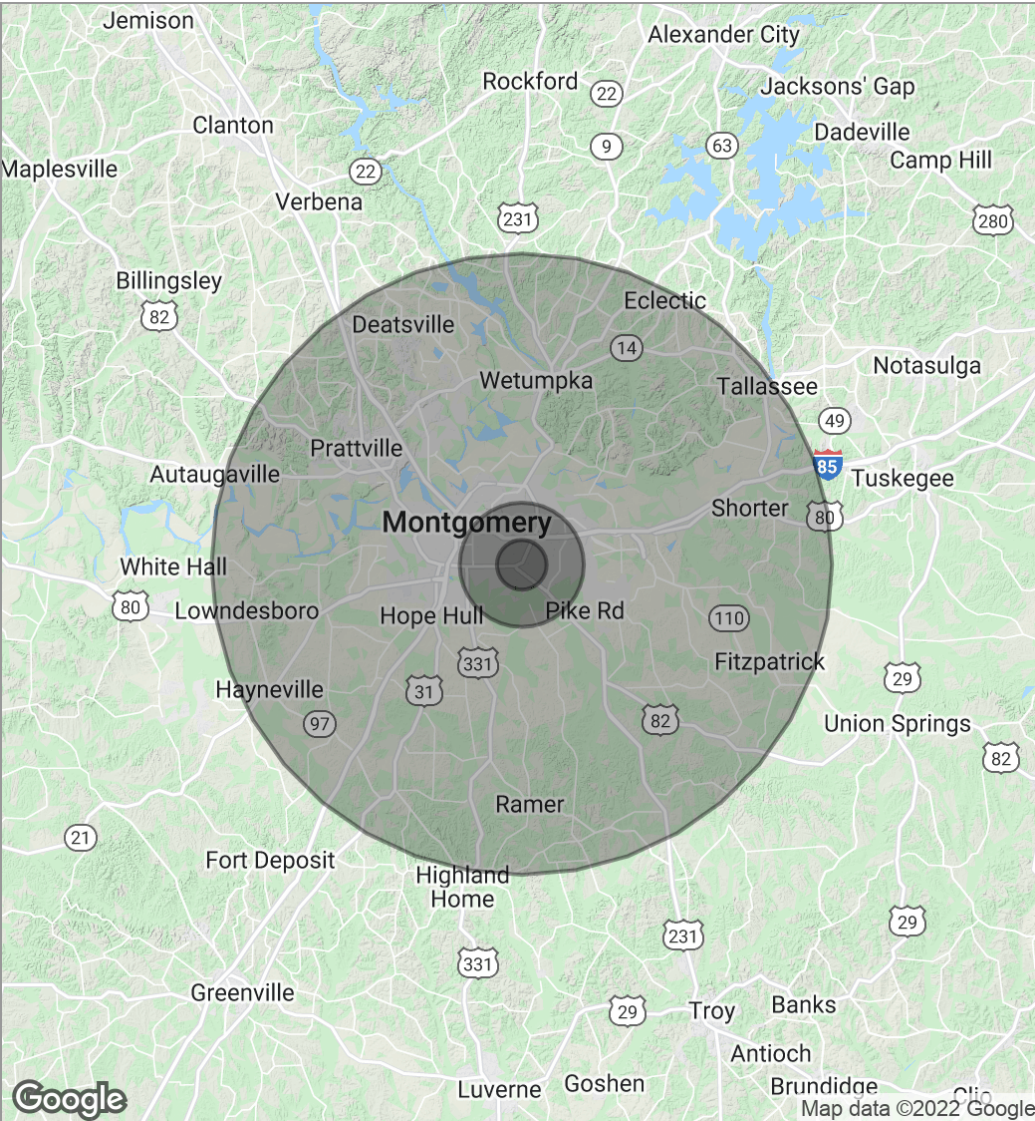 Jemison
Alexander City
Rockford
22
Jacksons' Gap
Clanton
9
63
Dadeville
Camp Hill
Maplesville
22
Verbena
231
280
Billingsley
82
Eclectic
Deatsville
14
Wetumpka
Tallassee
Notasulga
49
Prattville
Autaugaville
85
Tuskegee
Shorter
80
Montgomery
White Hall
80
Lowndesboro
Hope Hull
Pike Rd
110
331
Fitzpatrick
29
Hayneville
31
97
82
Union Springs
82
Ramer
21
Fort Deposit
Highland
Home
29
231
331
Greenville
29
Troy
Banks
Antioch
Luverne
Goshen
Brundidge
Clio
Google
Map data ©2022 Google